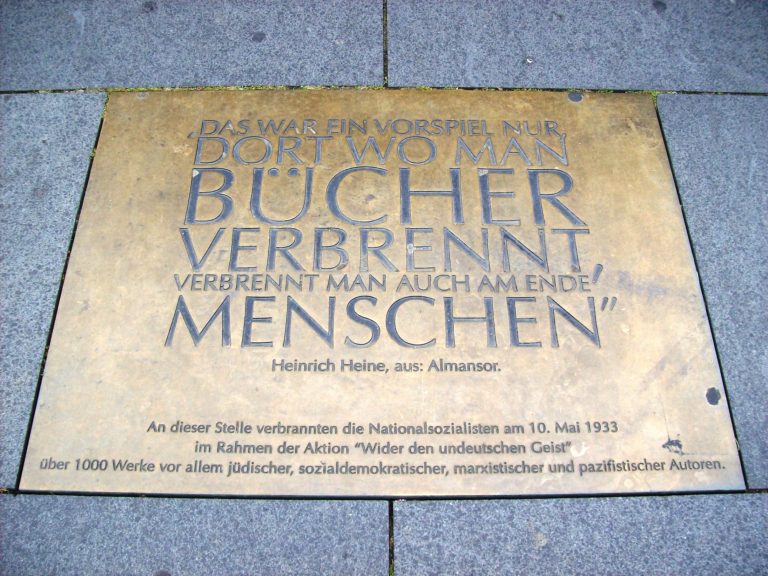 „DAS WAR EIN VORSPIEL NUR,
DORT WO MAN
BÜCHER
VERBRENNT,
VERBRENNT MAN AUCH AM ENDE
MENSCHEN”
Heinrich Heine, aus: Almansor.
An dieser Stelle verbrannten die Nationalsozialisten am 10. Mai 1933
im Rahmen der Aktion "Wider den undeutschen Geist"
über 1000 Werke vor allem jüdischer, sozialdemokratischer, marxistischer und pazifistischer Autoren.